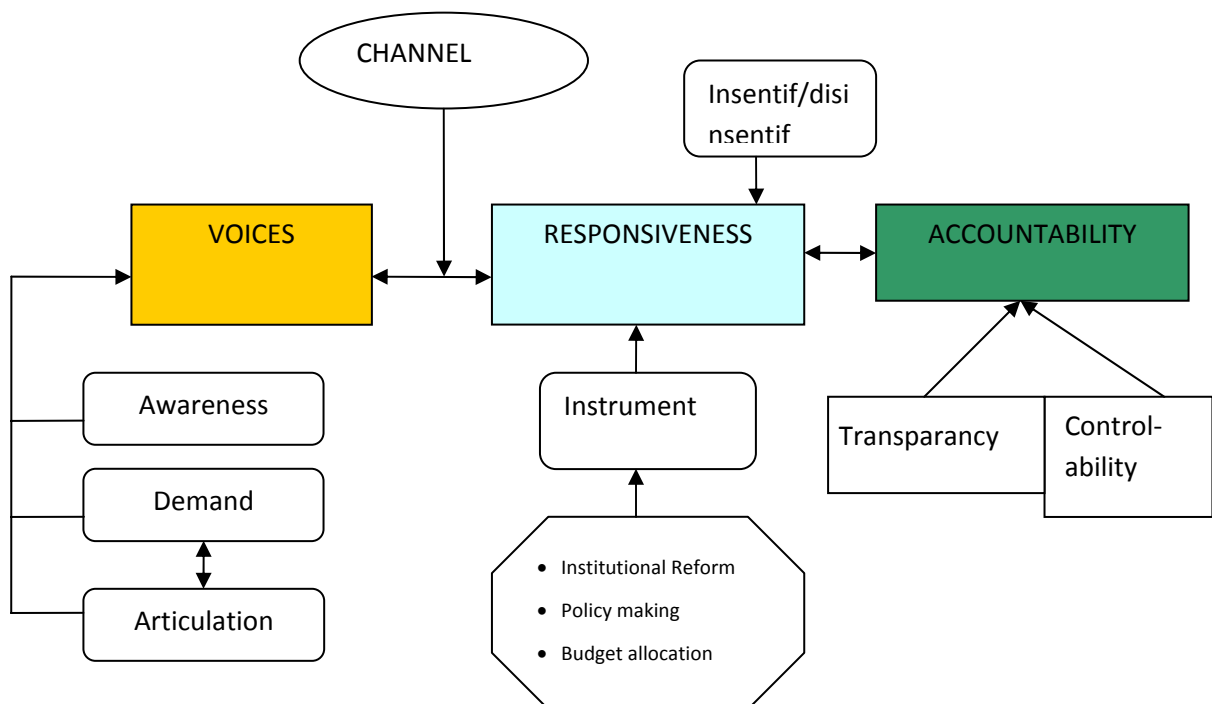 CHANNEL
Insentif/disi
nsentif
VOICES
RESPONSIVENESS
ACCOUNTABILITY
Awareness
Demand
Articulation
Instrument
• Institutional Reform
• Policy making
• Budget allocation
Transparancy
Control-
ability